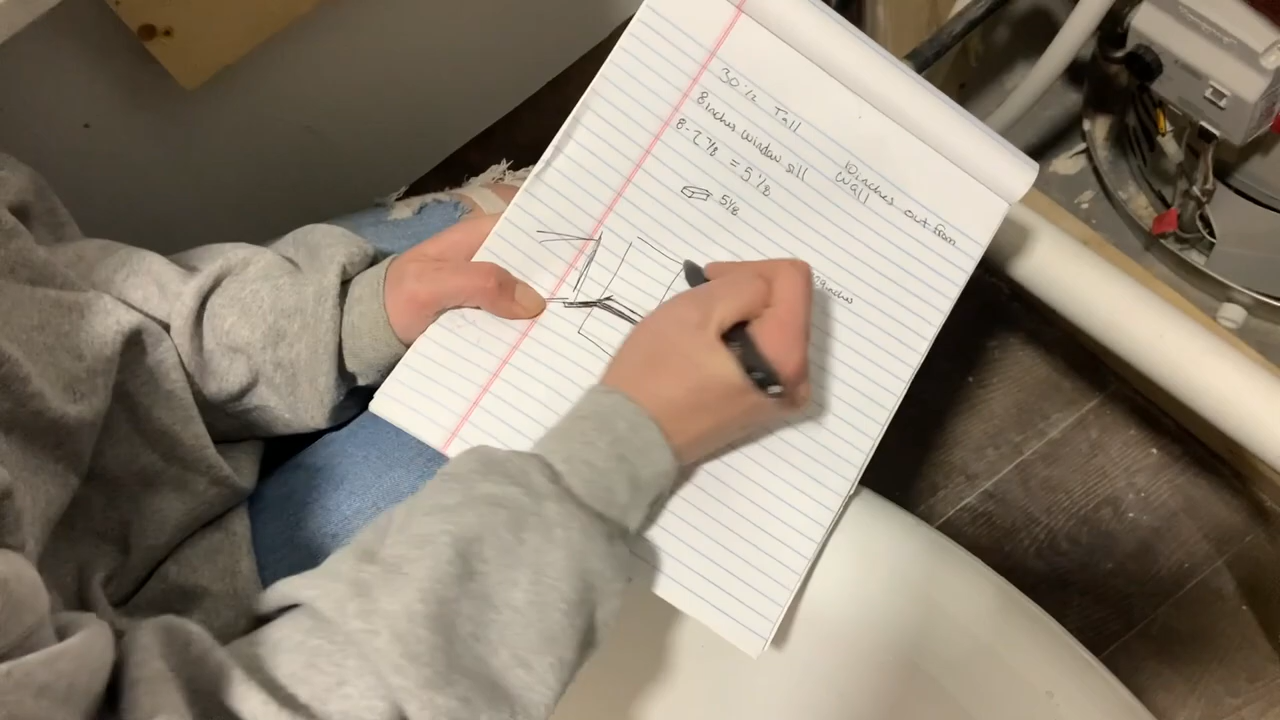 30 1/2 Tall
8inches window sill
8-2 7/8 = 5 1/8
5 1/8
10inches out from
wall